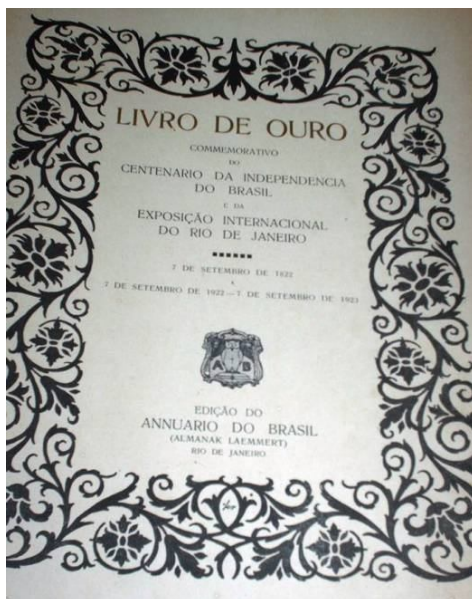 LIVRO DE OURO
COMMEMORATIVO
DO
CENTENARIO DA INDEPENDENCIA
DO BRASIL
E DA
EXPOSIÇÃO INTERNACIONAL
DO RIO DE JANEIRO
7 DE SETEMBRO DE 1822
A
7 DE SETEMBRO DE 1922—7 DE SETEMBRO DE 1923
A B
EDIÇÃO DO
ANNUARIO DO BRASIL
(ALMANAK LAEMMERT)
RIO DE JANEIRO